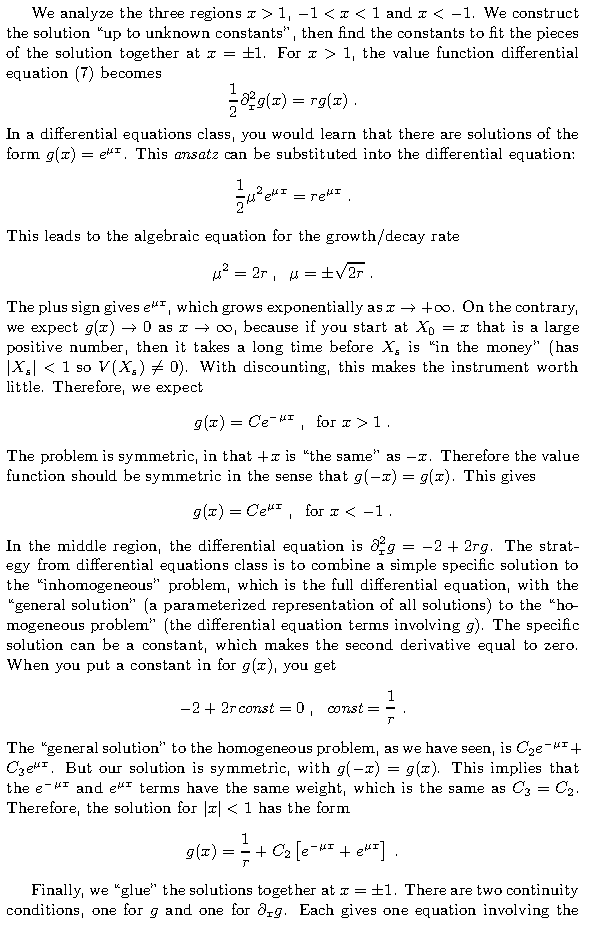 We analyze the three regions x > 1, −1 < x < 1 and x < −1. We construct
the solution “up to unknown constants”, then find the constants to fit the pieces
of the solution together at x = ±1. For x > 1, the value function differential
equation (7) becomes
1/2 ∂ₓ²g(x) = rg(x) .
In a differential equations class, you would learn that there are solutions of the
form g(x) = e^{μx}. This ansatz can be substituted into the differential equation:
1/2 μ²e^{μx} = re^{μx} .
This leads to the algebraic equation for the growth/decay rate
μ² = 2r , μ = ±√2r .
The plus sign gives e^{μx}, which grows exponentially as x → +∞. On the contrary,
we expect g(x) → 0 as x → ∞, because if you start at X₀ = x that is a large
positive number, then it takes a long time before Xₛ is “in the money” (has
|Xₛ| < 1 so V(Xₛ) ≠ 0). With discounting, this makes the instrument worth
little. Therefore, we expect
g(x) = Ce^{−μx} , for x > 1 .
The problem is symmetric, in that +x is “the same” as −x. Therefore the value
function should be symmetric in the sense that g(−x) = g(x). This gives
g(x) = Ce^{μx} , for x < −1 .
In the middle region, the differential equation is ∂ₓ²g = −2 + 2rg. The strat-
egy from differential equations class is to combine a simple specific solution to
the “inhomogeneous” problem, which is the full differential equation, with the
“general solution” (a parameterized representation of all solutions) to the “ho-
mogeneous problem” (the differential equation terms involving g). The specific
solution can be a constant, which makes the second derivative equal to zero.
When you put a constant in for g(x), you get
−2 + 2r const = 0 , const = 1/r .
The “general solution” to the homogeneous problem, as we have seen, is C₂e^{−μx}+
C₃e^{μx}. But our solution is symmetric, with g(−x) = g(x). This implies that
the e^{−μx} and e^{μx} terms have the same weight, which is the same as C₃ = C₂.
Therefore, the solution for |x| < 1 has the form
g(x) = 1/r + C₂ [e^{−μx} + e^{μx}] .
Finally, we “glue” the solutions together at x = ±1. There are two continuity
conditions, one for g and one for ∂ₓg. Each gives one equation involving the